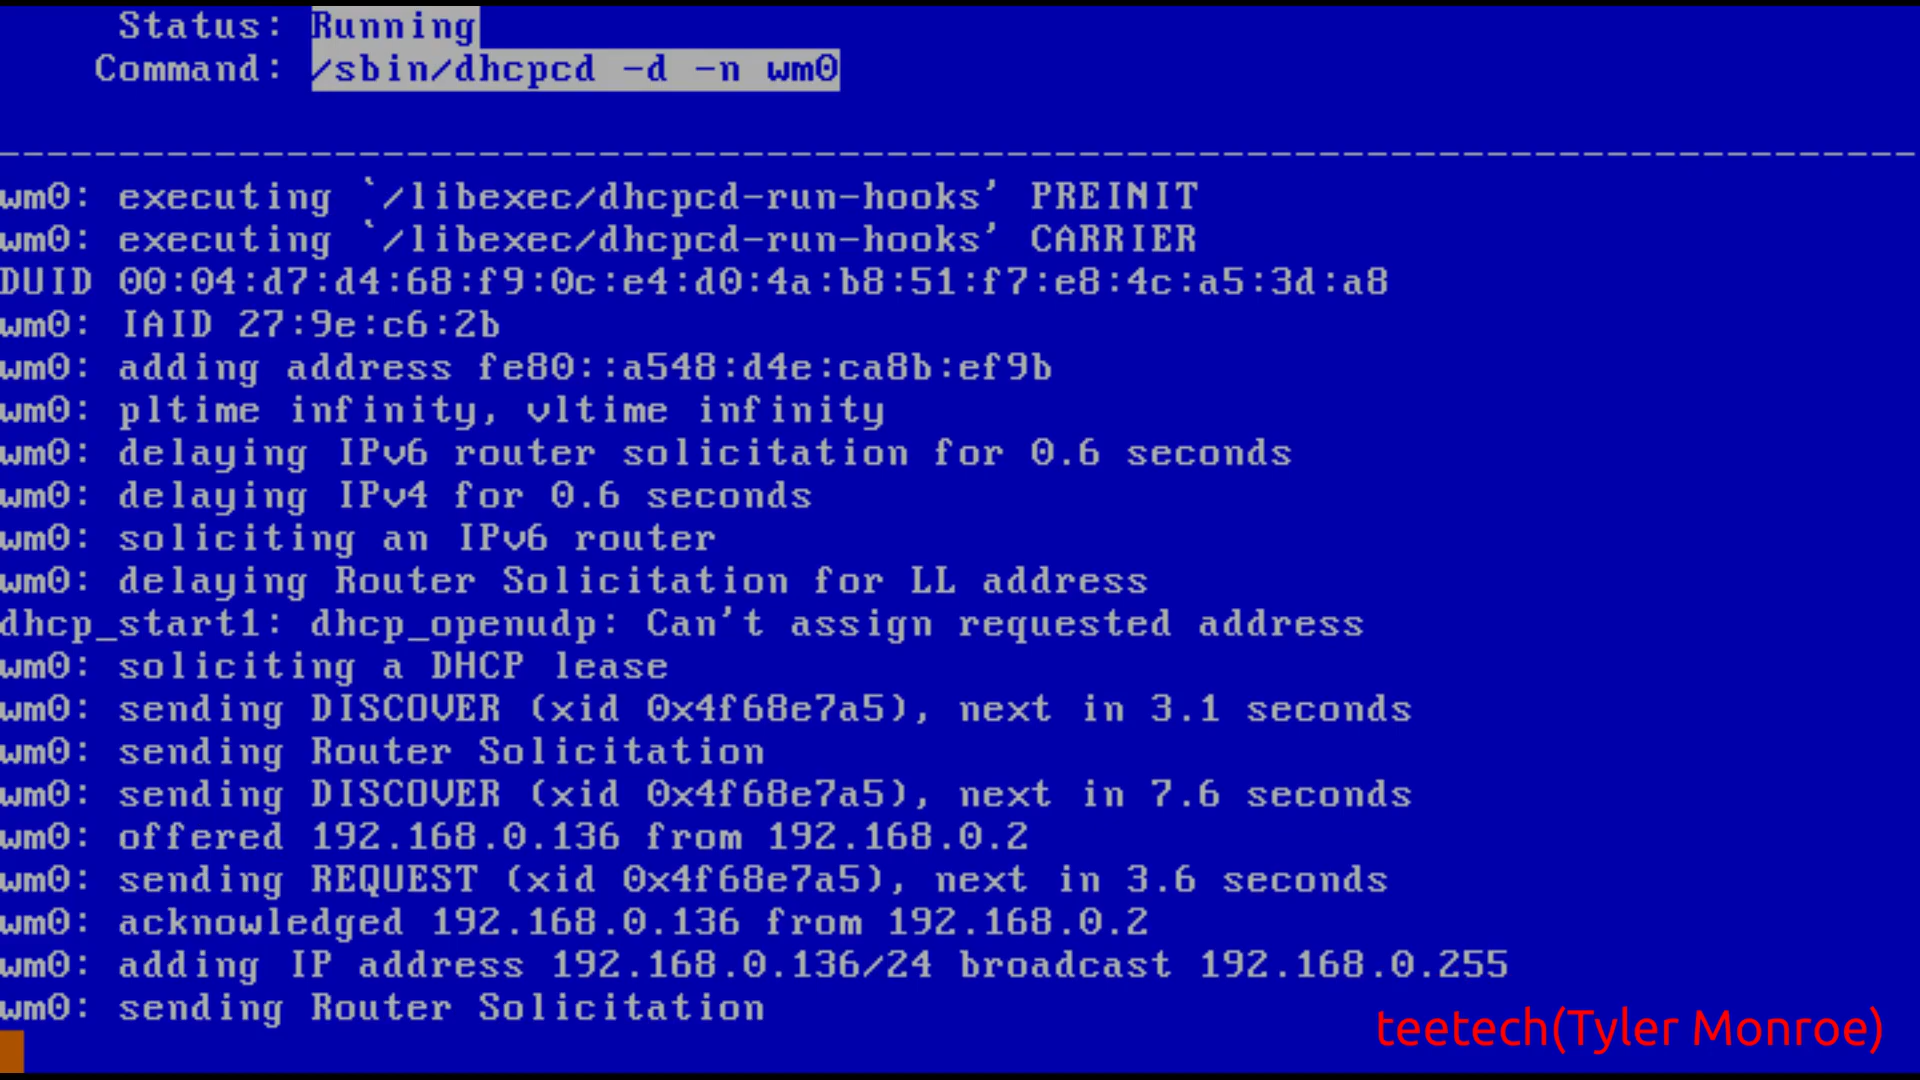 Status: Running
Command: /sbin/dhcpcd -d -n wm0
--------------------------------------------------------------------------------
wm0: executing `/libexec/dhcpcd-run-hooks' PREINIT
wm0: executing `/libexec/dhcpcd-run-hooks' CARRIER
DUID 00:04:d7:d4:68:f9:0c:e4:d0:4a:b8:51:f7:e8:4c:a5:3d:a8
wm0: IAID 27:9e:c6:2b
wm0: adding address fe80::a548:d4e:ca8b:ef9b
wm0: pltime infinity, vltime infinity
wm0: delaying IPv6 router solicitation for 0.6 seconds
wm0: delaying IPv4 for 0.6 seconds
wm0: soliciting an IPv6 router
wm0: delaying Router Solicitation for LL address
dhcp_start1: dhcp_openudp: Can't assign requested address
wm0: soliciting a DHCP lease
wm0: sending DISCOVER (xid 0x4f68e7a5), next in 3.1 seconds
wm0: sending Router Solicitation
wm0: sending DISCOVER (xid 0x4f68e7a5), next in 7.6 seconds
wm0: offered 192.168.0.136 from 192.168.0.2
wm0: sending REQUEST (xid 0x4f68e7a5), next in 3.6 seconds
wm0: acknowledged 192.168.0.136 from 192.168.0.2
wm0: adding IP address 192.168.0.136/24 broadcast 192.168.0.255
wm0: sending Router Solicitation
teetech(Tyler Monroe)